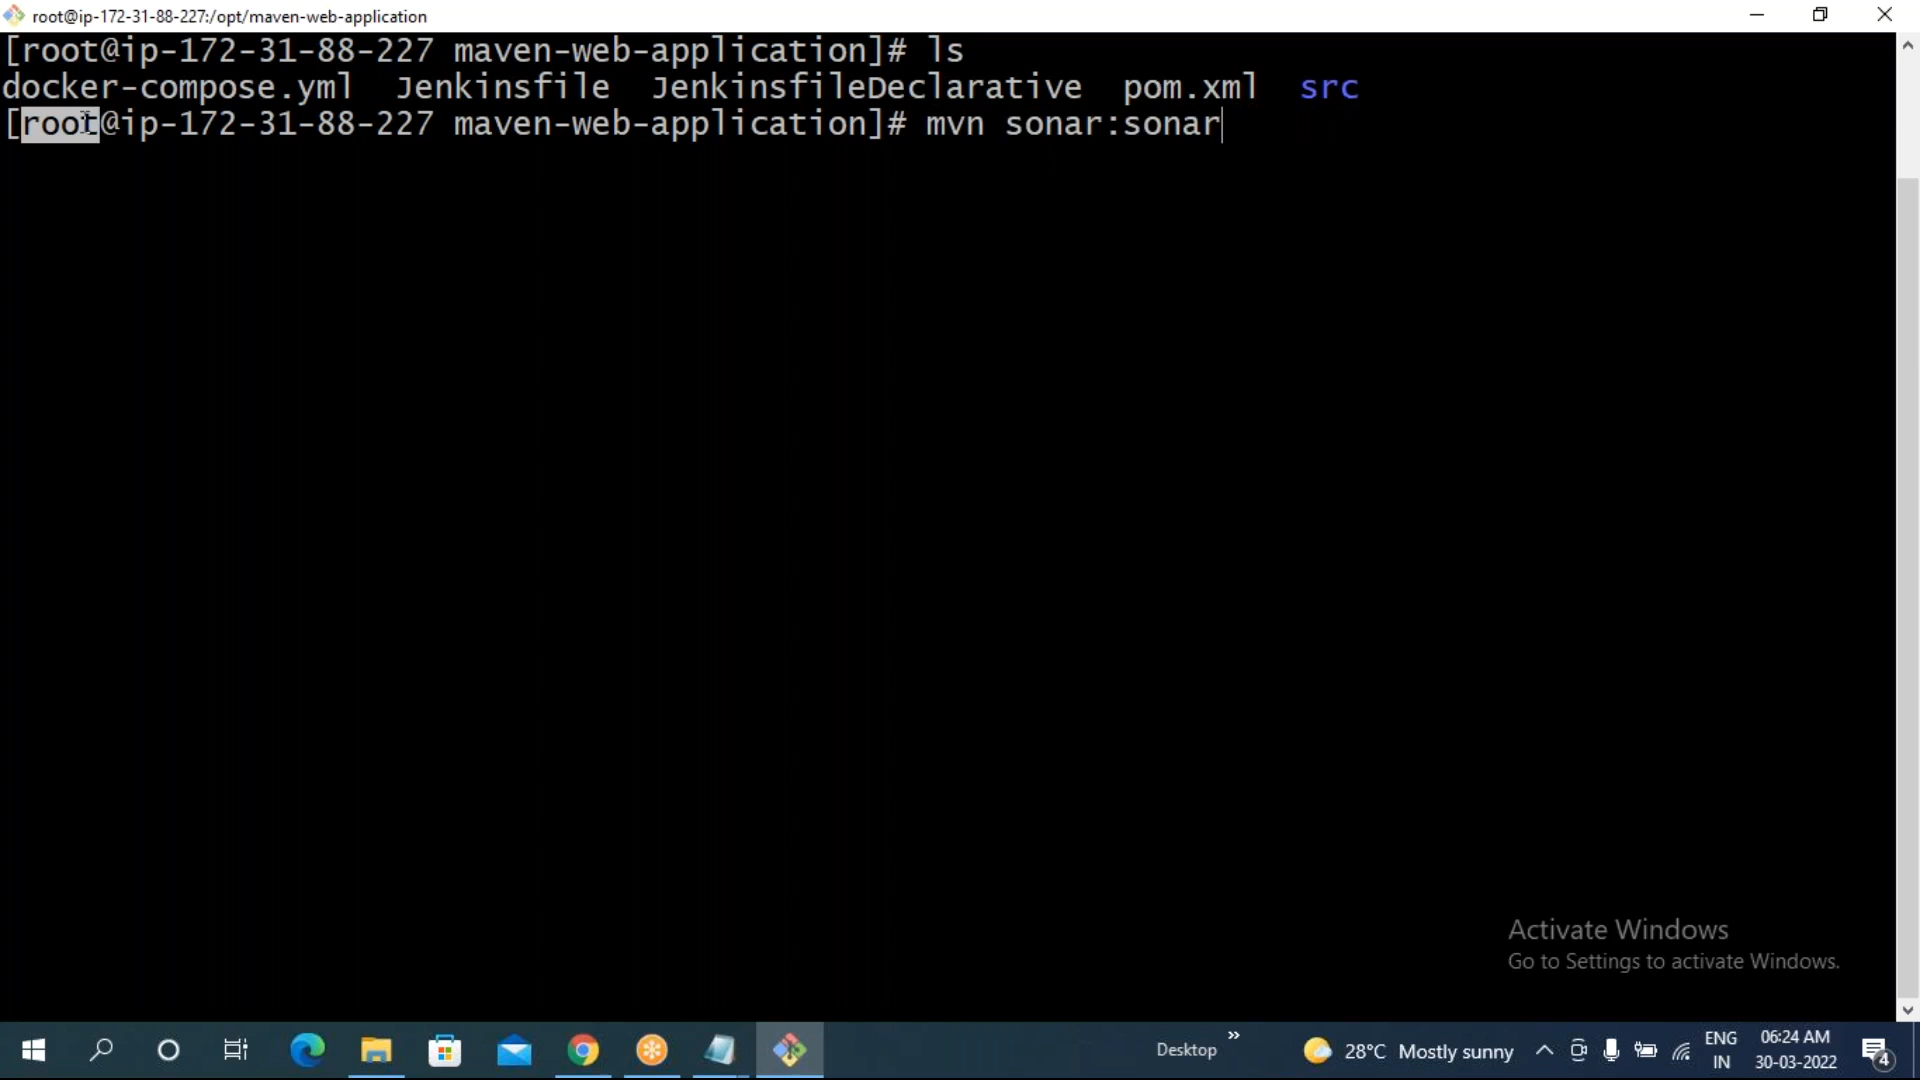 root@ip-172-31-88-227:/opt/maven-web-application
[root@ip-172-31-88-227 maven-web-application]# ls
docker-compose.yml  Jenkinsfile  JenkinsfileDeclarative  pom.xml  src
[root@ip-172-31-88-227 maven-web-application]# mvn sonar:sonar
Activate Windows
Go to Settings to activate Windows.
Desktop » 28°C Mostly sunny ENG 06:24 AM
IN 30-03-2022 4